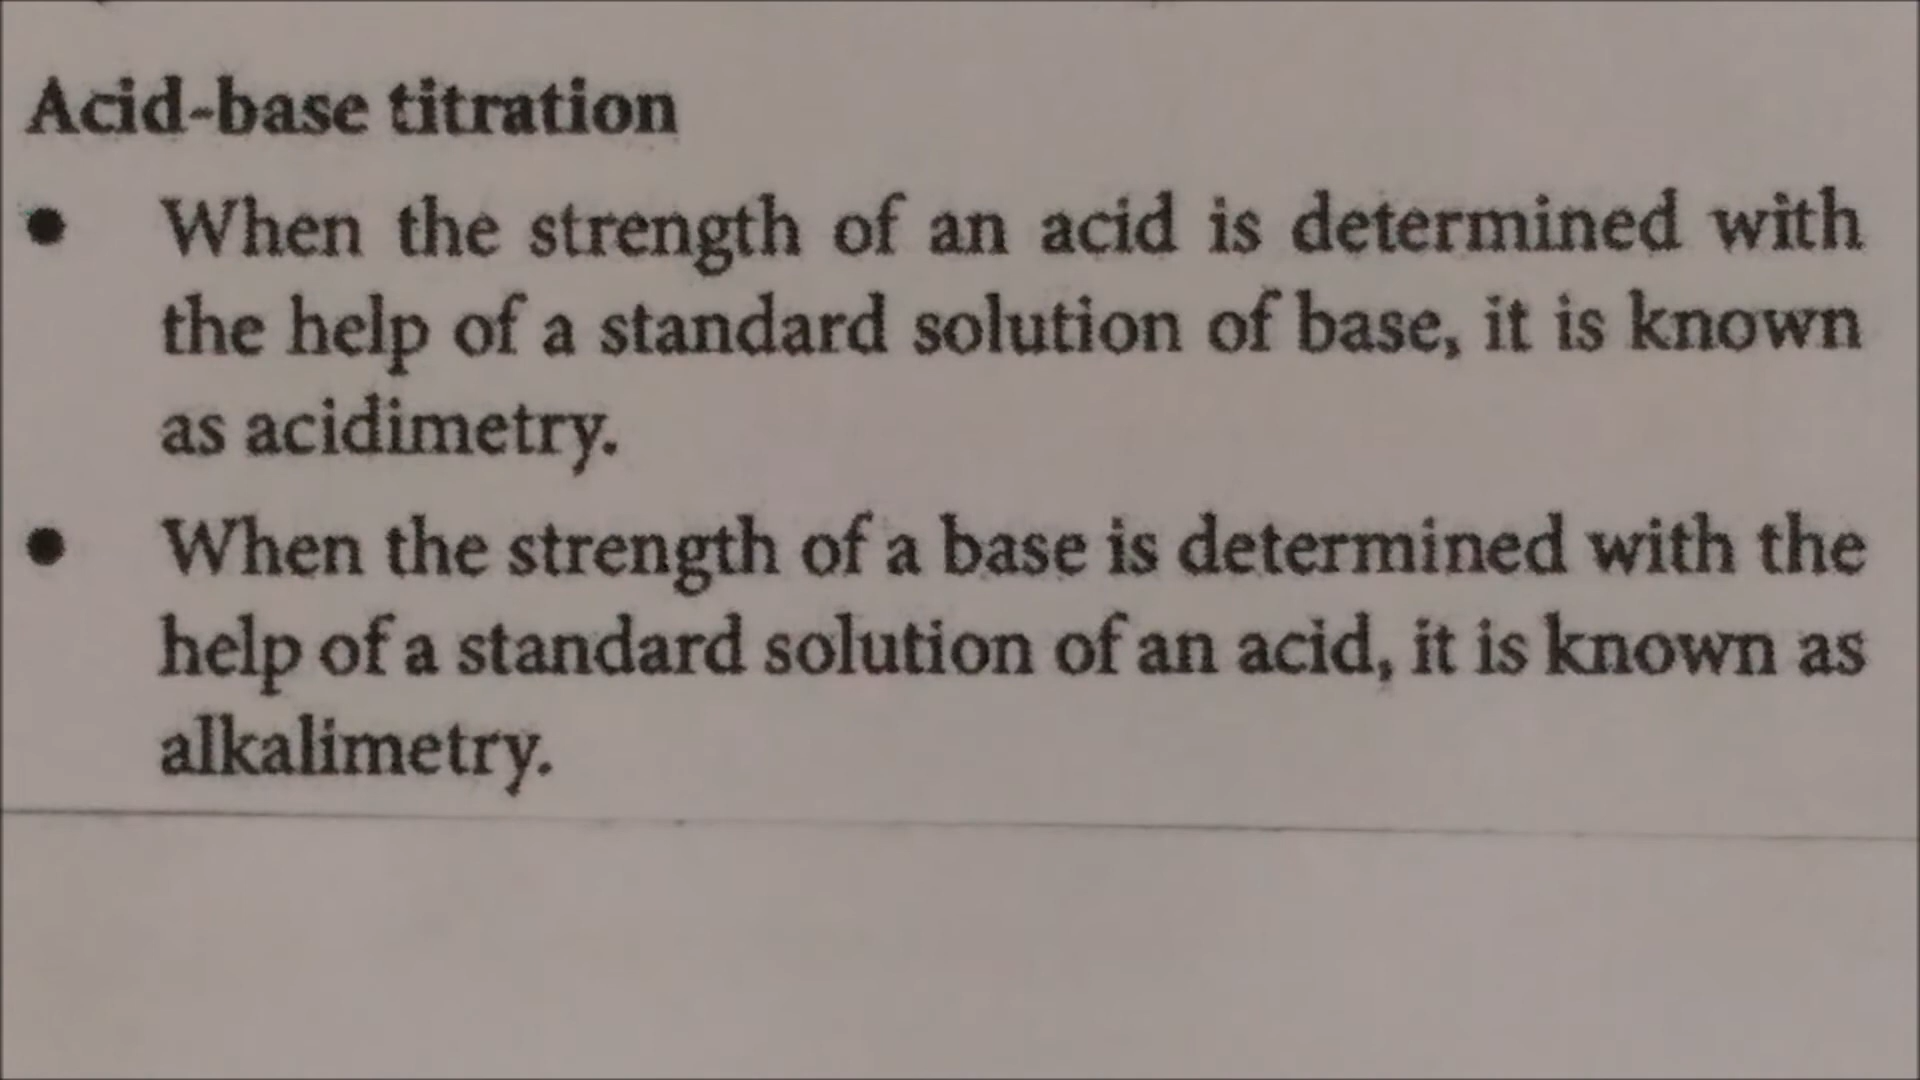 Acid-base titration
● When the strength of an acid is determined with
the help of a standard solution of base, it is known
as acidimetry.
● When the strength of a base is determined with the
help of a standard solution of an acid, it is known as
alkalimetry.